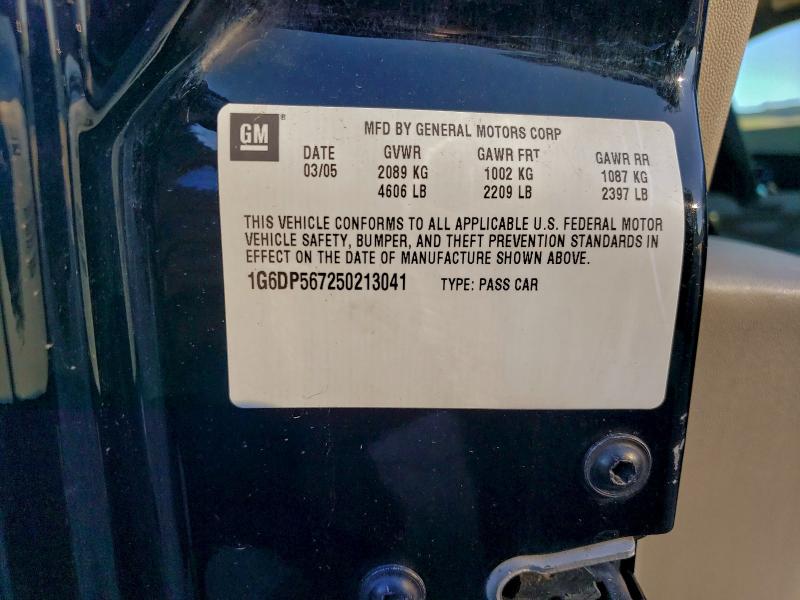 GM®
MFD BY GENERAL MOTORS CORP
DATE GVWR GAWR FRT GAWR RR
03/05 2089 KG 1002 KG 1087 KG
4606 LB 2209 LB 2397 LB
THIS VEHICLE CONFORMS TO ALL APPLICABLE U.S. FEDERAL MOTOR
VEHICLE SAFETY, BUMPER, AND THEFT PREVENTION STANDARDS IN
EFFECT ON THE DATE OF MANUFACTURE SHOWN ABOVE.
1G6DP567250213041 TYPE: PASS CAR